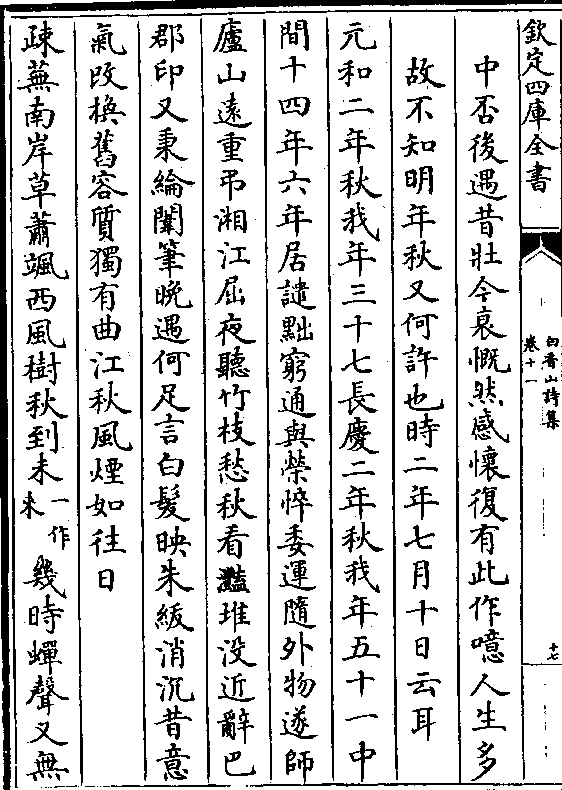 欽定四庫全書
白香山詩集
卷十一
十七
中否後遇昔壯今衰慨然感懷復有此作噫人生多
故不知明年秋又何許也時二年七月十日云耳
元和二年秋我年三十七長慶二年秋我年五十一中
間十四年六年居譴黜窮通與榮悴委運隨外物遂師
廬山遠重弔湘江屈夜聽竹枝愁秋看灩堆没近辭巴
郡印又秉綸闈筆晚遇何足言白髮映朱紱消沉昔意
氣改換舊容質獨有曲江秋風煙如往日
疎蕪南岸草蕭颯西風樹秋到未一作来幾時蟬聲又無